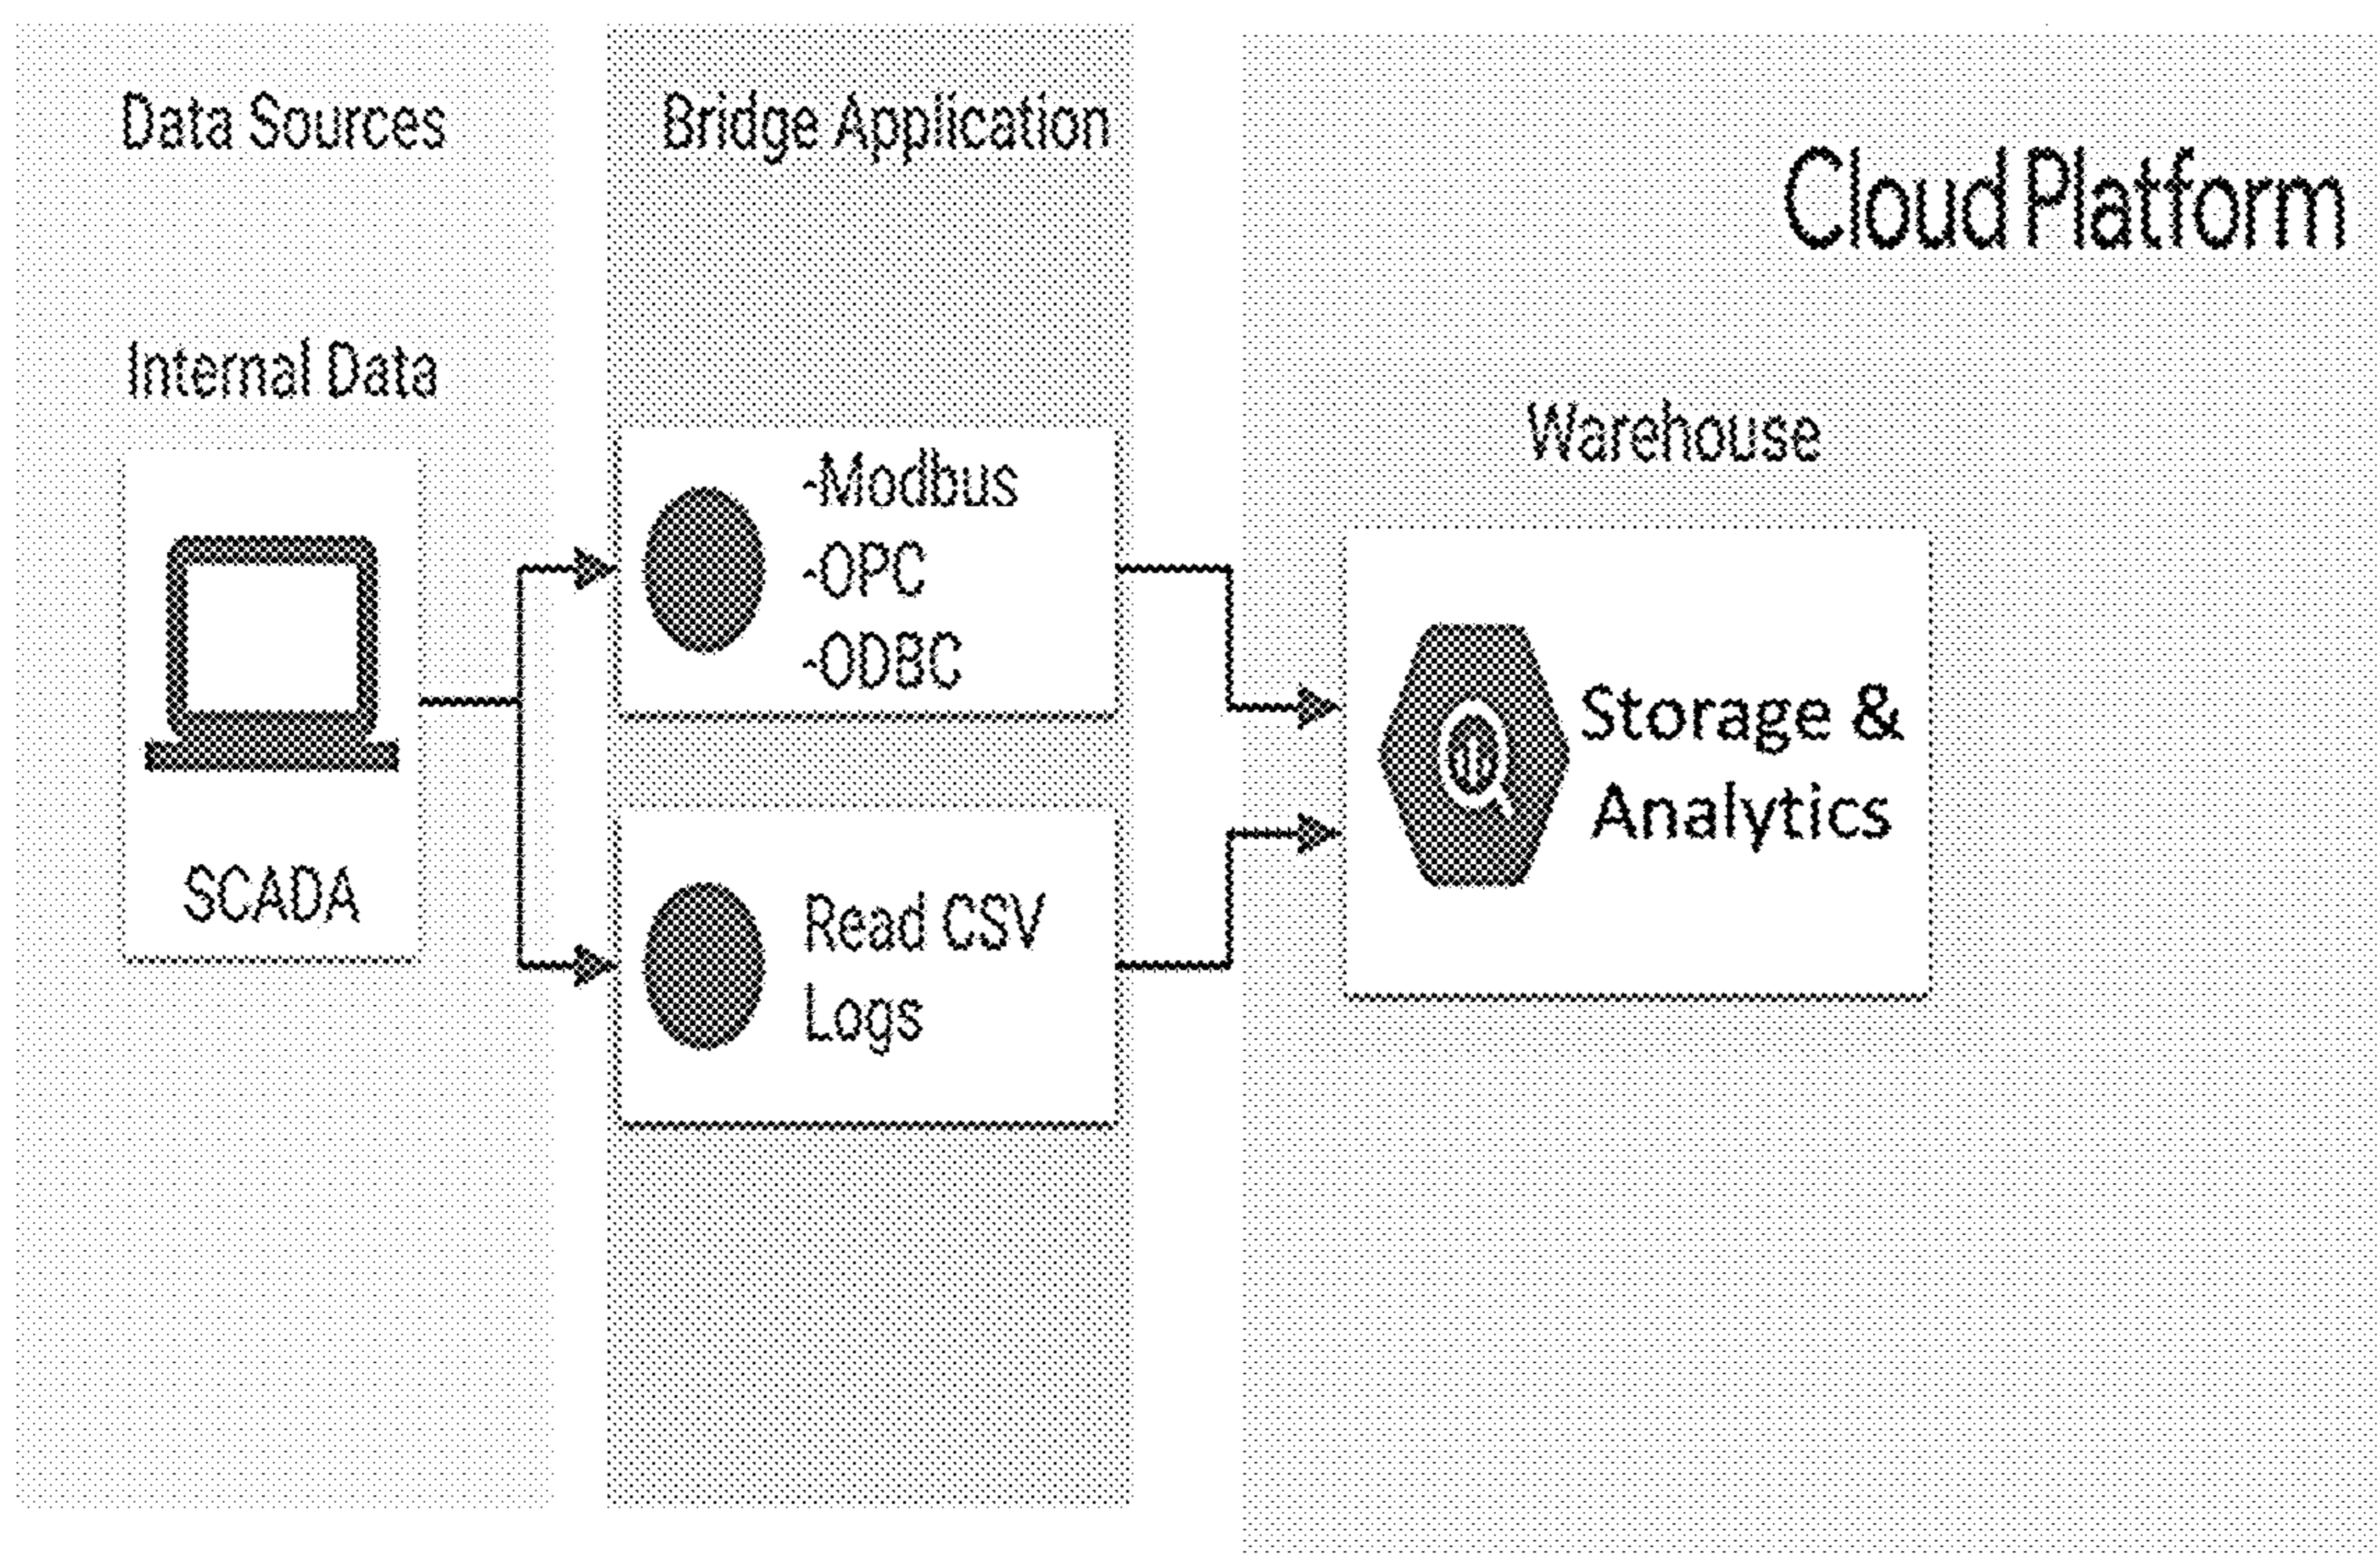 Data Sources
Bridge Application
Cloud Platform
Internal Data
SCADA
-Modbus
-OPC
-ODBC
Read CSV
Logs
Warehouse
Storage &
Analytics